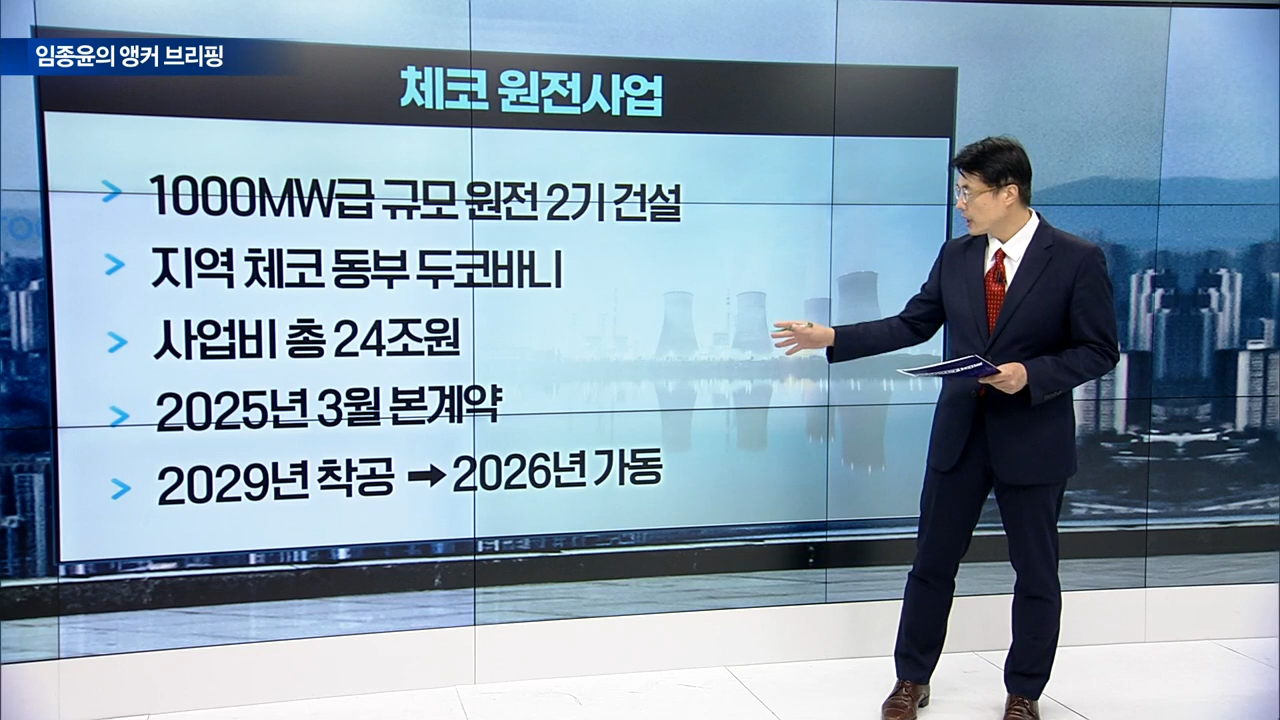 임종윤의 앵커 브리핑
체코 원전사업
1000MW급 규모 원전 2기 건설
지역 체코 동부 두코바니
사업비 총 24조원
2025년 3월 본계약
2029년 착공 ➡ 2026년 가동